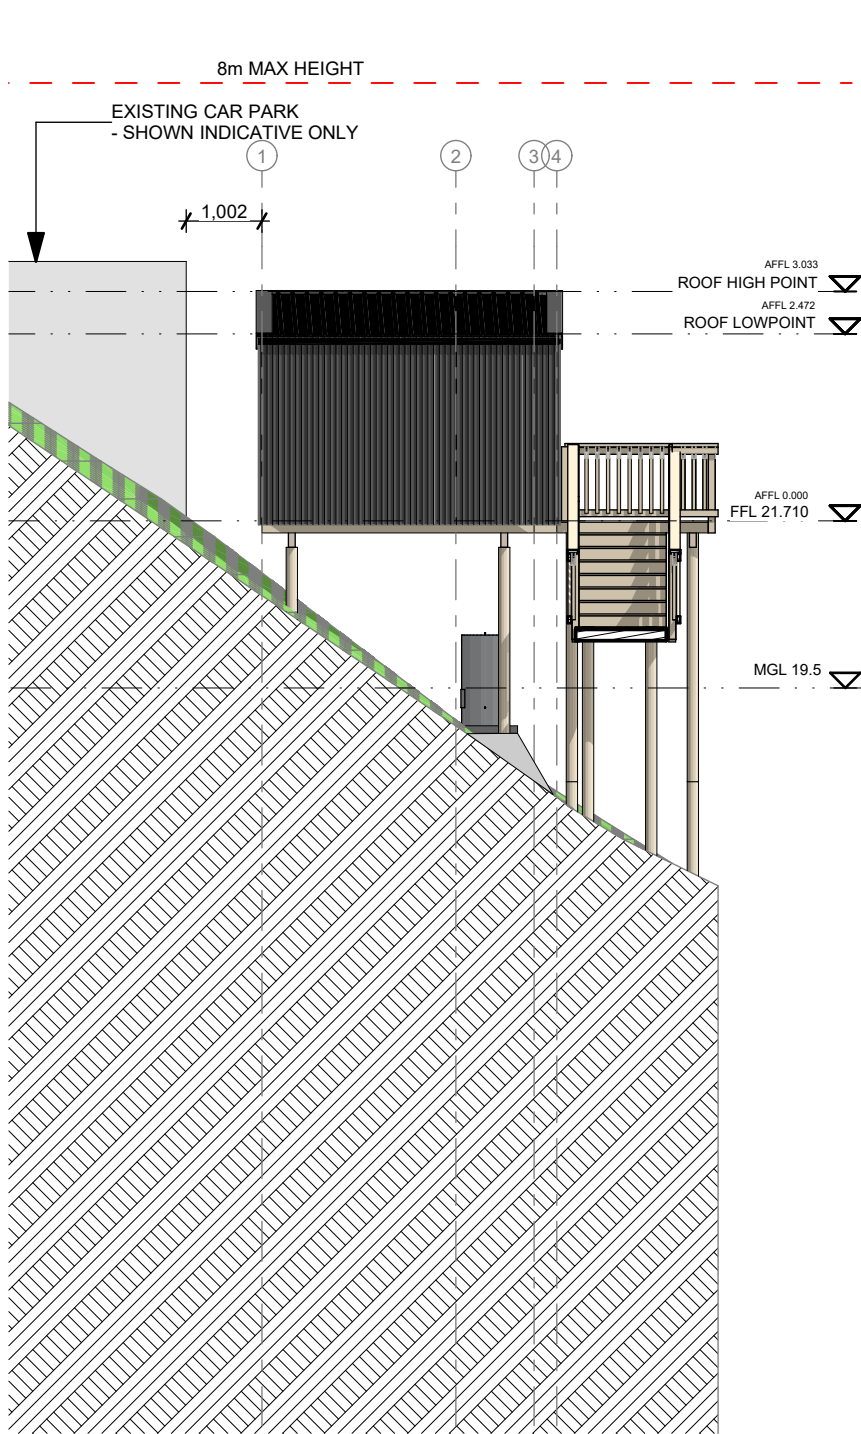 8m MAX HEIGHT
EXISTING CAR PARK
- SHOWN INDICATIVE ONLY
1
2
3
4
1,002
AFFL 3.033
ROOF HIGH POINT
AFFL 2.472
ROOF LOWPOINT
AFFL 0.000
FFL 21.710
MGL 19.5